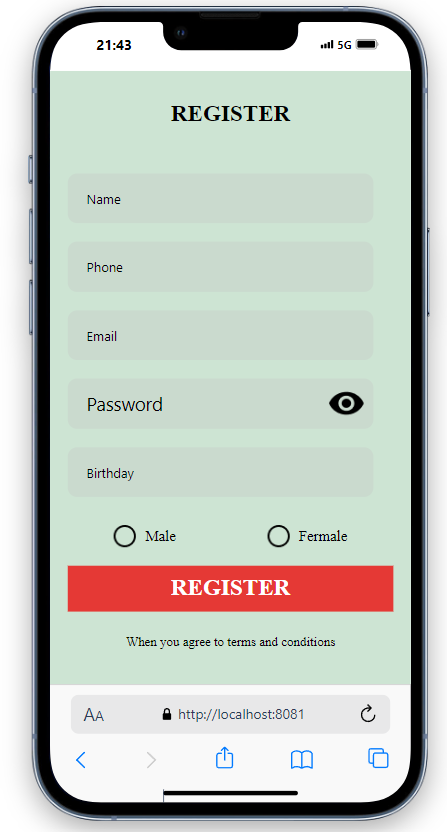 21:43 5G
REGISTER
Name
Phone
Email
Password
Birthday
Male Fermale
REGISTER
When you agree to terms and conditions
AA http://localhost:8081